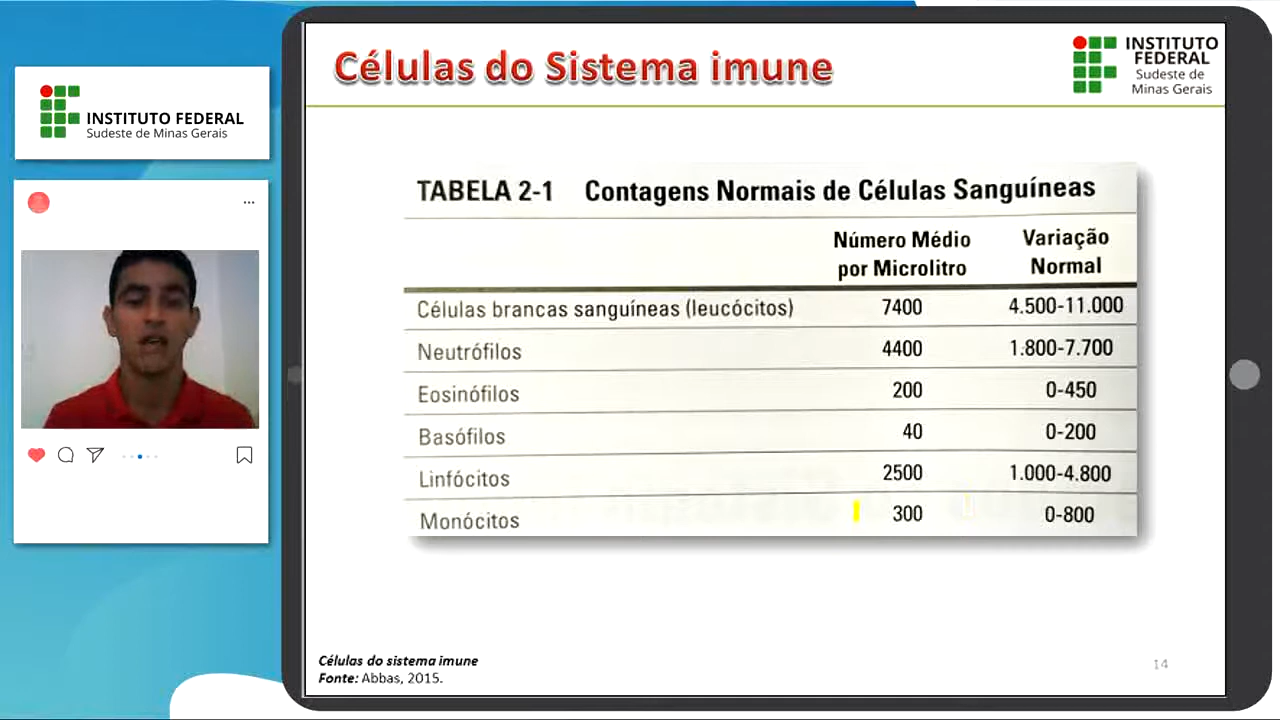 Células do Sistema imune
INSTITUTO
FEDERAL
Sudeste de
Minas Gerais
INSTITUTO FEDERAL
Sudeste de Minas Gerais
TABELA 2-1 Contagens Normais de Células Sanguíneas
Número Médio por Microlitro Variação Normal
Células brancas sanguíneas (leucócitos) 7400 4.500-11.000
Neutrófilos 4400 1.800-7.700
Eosinófilos 200 0-450
Basófilos 40 0-200
Linfócitos 2500 1.000-4.800
Monócitos 300 0-800
Células do sistema imune
Fonte: Abbas, 2015.
14